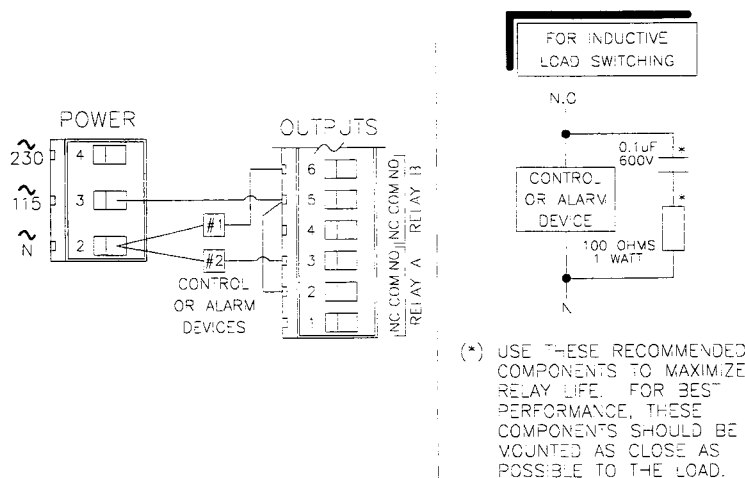 POWER
~
230
4
~
115
3
~
N
2
#1
#2
CONTROL
OR ALARM
DEVICES
OUTPUTS
6
5
4
3
2
1
NC COM NO
RELAY B
NC COM NO
RELAY A
FOR INDUCTIVE
LOAD SWITCHING
N.O
0.1uF *
600V
CONTROL
OR ALARM
DEVICE
*
100 OHMS
1 WATT
N
(*) USE THESE RECOMMENDED
COMPONENTS TO MAXIMIZE
RELAY LIFE. FOR BEST
PERFORMANCE, THESE
COMPONENTS SHOULD BE
MOUNTED AS CLOSE AS
POSSIBLE TO THE LOAD.